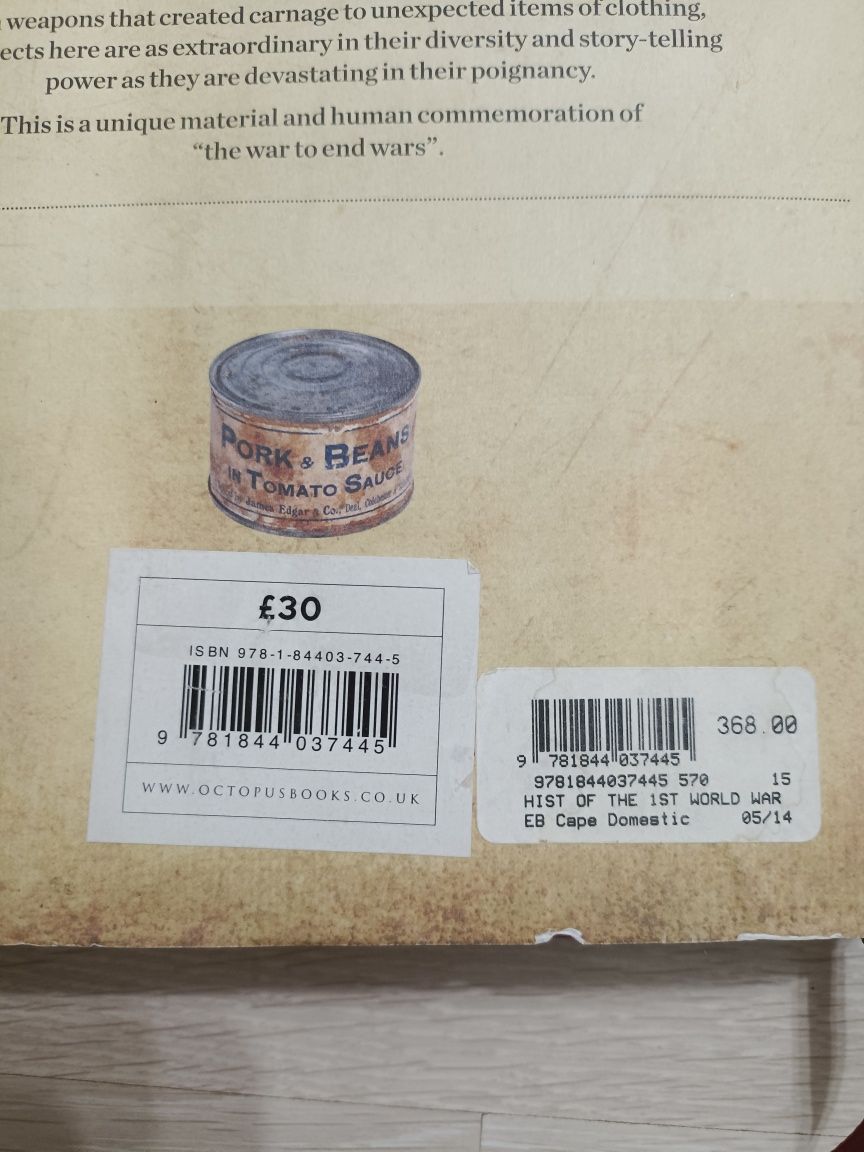 weapons that created carnage to unexpected items of clothing,
ects here are as extraordinary in their diversity and story-telling
power as they are devastating in their poignancy.
This is a unique material and human commemoration of
“the war to end wars”.
PORK & BEANS
IN TOMATO SAUCE
James Edgar & Co., Deal,
£30
ISBN 978-1-84403-744-5
9 781844 037445
WWW.OCTOPUSBOOKS.CO.UK
368.00
9 781844 037445
9781844037445 570 15
HIST OF THE 1ST WORLD WAR
EB Cape Domestic 05/14